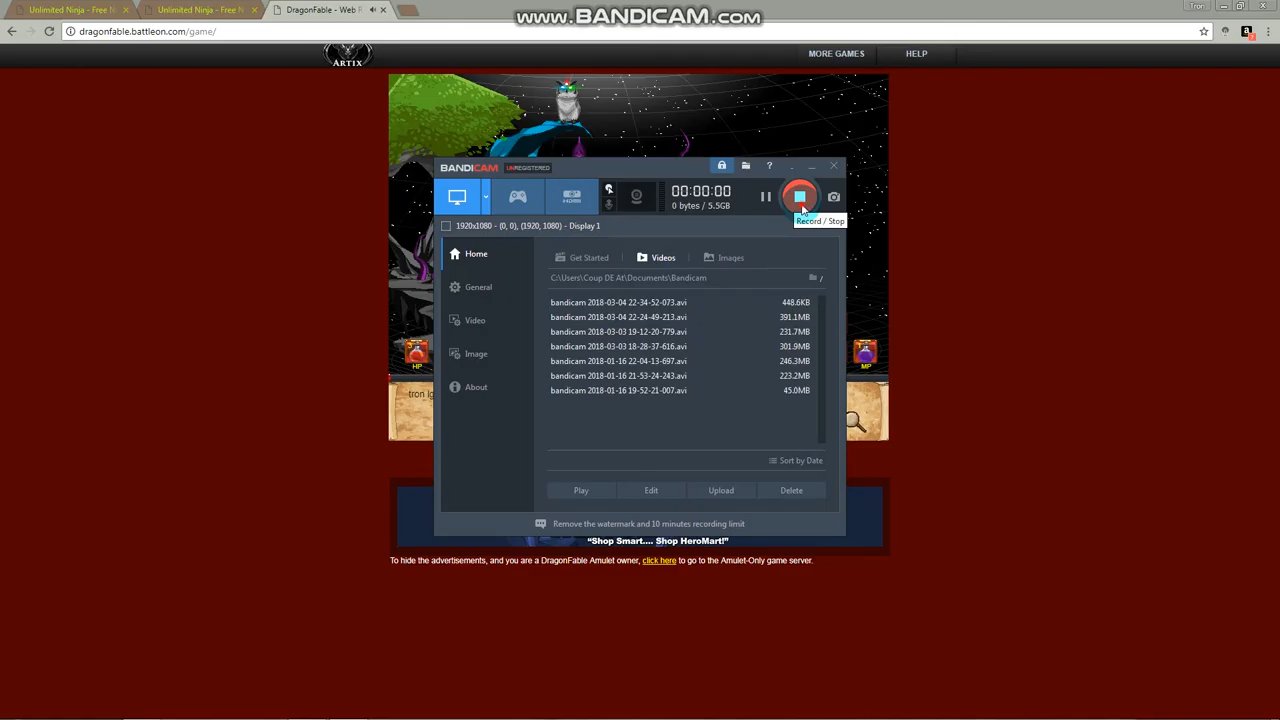 Unlimited Ninja - Free N
Unlimited Ninja - Free N
DragonFable - Web R
www.BANDICAM.com
Tron
dragonfable.battleon.com/game/
ARTIX
MORE GAMES
HELP
BANDICAM
UNREGISTERED
00:00:00
0 bytes / 5.5GB
Record / Stop
1920x1080 - (0, 0), (1920, 1080) - Display 1
Home
General
Video
Image
About
Get Started
Videos
Images
C:\Users\Coup DE At\Documents\Bandicam
bandicam 2018-03-04 22-34-52-073.avi 448.6KB
bandicam 2018-03-04 22-24-49-213.avi 391.1MB
bandicam 2018-03-03 19-12-20-779.avi 231.7MB
bandicam 2018-03-03 18-28-37-616.avi 301.9MB
bandicam 2018-01-16 22-04-13-697.avi 246.3MB
bandicam 2018-01-16 21-53-24-243.avi 223.2MB
bandicam 2018-01-16 19-52-21-007.avi 45.0MB
Sort by Date
Play
Edit
Upload
Delete
Remove the watermark and 10 minutes recording limit
HP
MP
tron
“Shop Smart.... Shop HeroMart!”
To hide the advertisements, and you are a DragonFable Amulet owner, click here to go to the Amulet-Only game server.